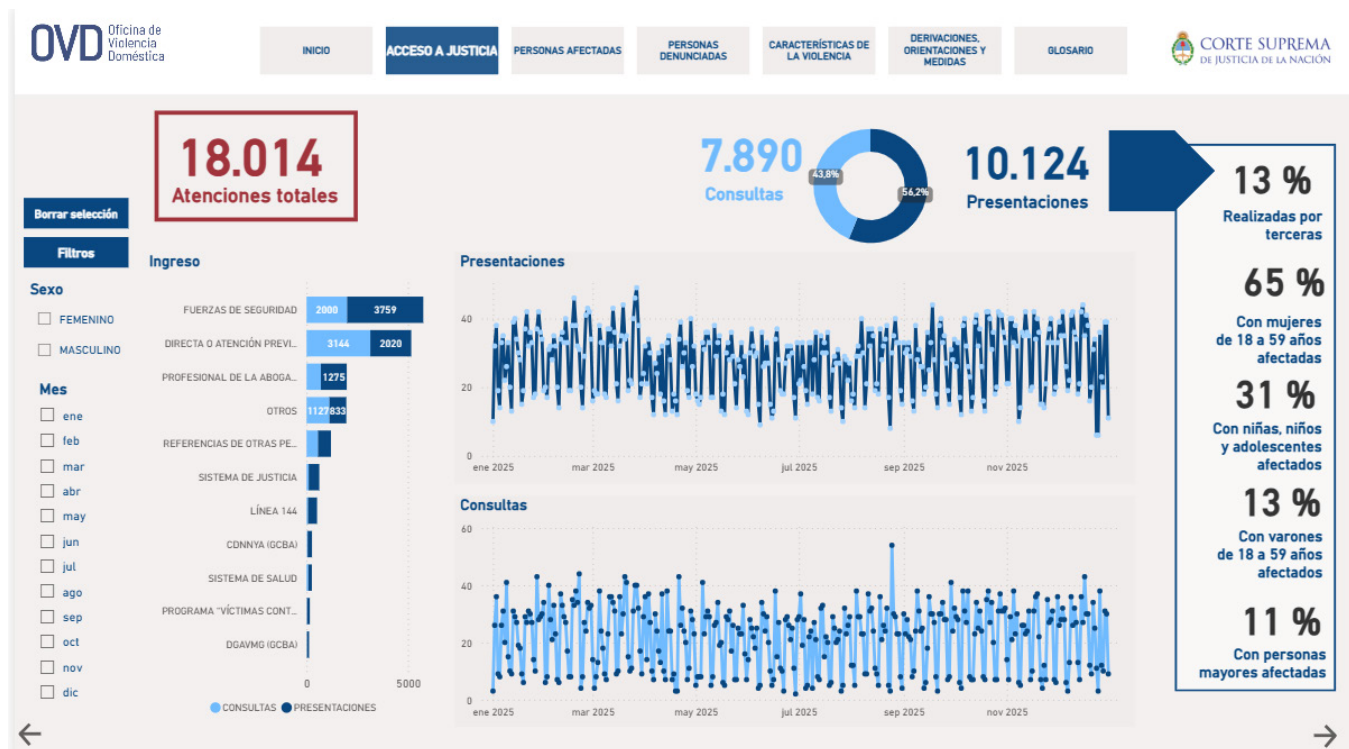 OVD Oficina de
Violencia
Doméstica
INICIO
ACCESO A JUSTICIA
PERSONAS AFECTADAS
PERSONAS
DENUNCIADAS
CARACTERÍSTICAS DE
LA VIOLENCIA
DERIVACIONES,
ORIENTACIONES Y
MEDIDAS
GLOSARIO
CORTE SUPREMA
DE JUSTICIA DE LA NACIÓN
18.014
Atenciones totales
7.890
Consultas
43,8%
56,2%
10.124
Presentaciones
13 %
Realizadas por
terceras
65 %
Con mujeres
de 18 a 59 años
afectadas
31 %
Con niñas, niños
y adolescentes
afectados
13 %
Con varones
de 18 a 59 años
afectados
11 %
Con personas
mayores afectadas
Borrar selección
Filtros
Sexo
FEMENINO
MASCULINO
Mes
ene
feb
mar
abr
may
jun
jul
ago
sep
oct
nov
dic
Ingreso
FUERZAS DE SEGURIDAD 2000 3759
DIRECTA O ATENCIÓN PREVI... 3144 2020
PROFESIONAL DE LA ABOGA... 1275
OTROS 1127 833
REFERENCIAS DE OTRAS PE...
SISTEMA DE JUSTICIA
LÍNEA 144
CDNNYA (GCBA)
SISTEMA DE SALUD
PROGRAMA "VÍCTIMAS CONT...
DGAVMG (GCBA)
0 5000
CONSULTAS PRESENTACIONES
Presentaciones
40
20
0
ene 2025 mar 2025 may 2025 jul 2025 sep 2025 nov 2025
Consultas
60
40
20
0
ene 2025 mar 2025 may 2025 jul 2025 sep 2025 nov 2025